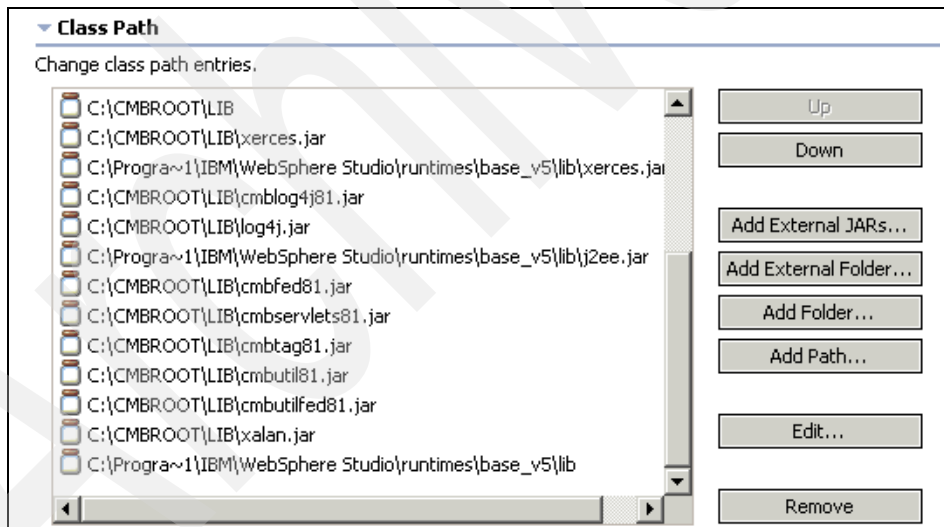 Class Path
Change class path entries.
C:\CMBROOT\LIB
C:\CMBROOT\LIB\xerces.jar
C:\Progra~1\IBM\WebSphere Studio\runtimes\base_v5\lib\xerces.jar
C:\CMBROOT\LIB\cmblog4j81.jar
C:\CMBROOT\LIB\log4j.jar
C:\Progra~1\IBM\WebSphere Studio\runtimes\base_v5\lib\j2ee.jar
C:\CMBROOT\LIB\cmbfed81.jar
C:\CMBROOT\LIB\cmbservlets81.jar
C:\CMBROOT\LIB\cmbtag81.jar
C:\CMBROOT\LIB\cmbutil81.jar
C:\CMBROOT\LIB\cmbutilfed81.jar
C:\CMBROOT\LIB\xalan.jar
C:\Progra~1\IBM\WebSphere Studio\runtimes\base_v5\lib
Up
Down
Add External JARs...
Add External Folder...
Add Folder...
Add Path...
Edit...
Remove